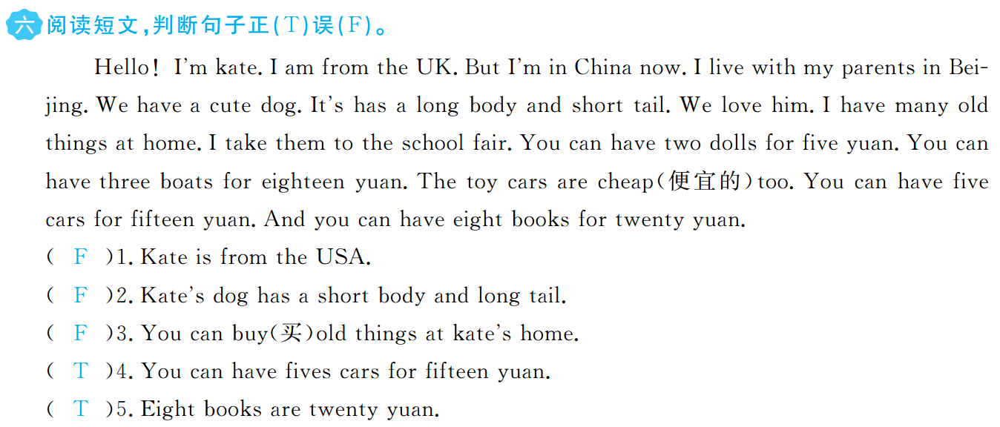 六 阅读短文,判断句子正(T)误(F)。
Hello! I'm kate. I am from the UK. But I'm in China now. I live with my parents in Bei-
jing. We have a cute dog. It's has a long body and short tail. We love him. I have many old
things at home. I take them to the school fair. You can have two dolls for five yuan. You can
have three boats for eighteen yuan. The toy cars are cheap(便宜的)too. You can have five
cars for fifteen yuan. And you can have eight books for twenty yuan.
( F )1. Kate is from the USA.
( F )2. Kate's dog has a short body and long tail.
( F )3. You can buy(买)old things at kate's home.
( T )4. You can have fives cars for fifteen yuan.
( T )5. Eight books are twenty yuan.